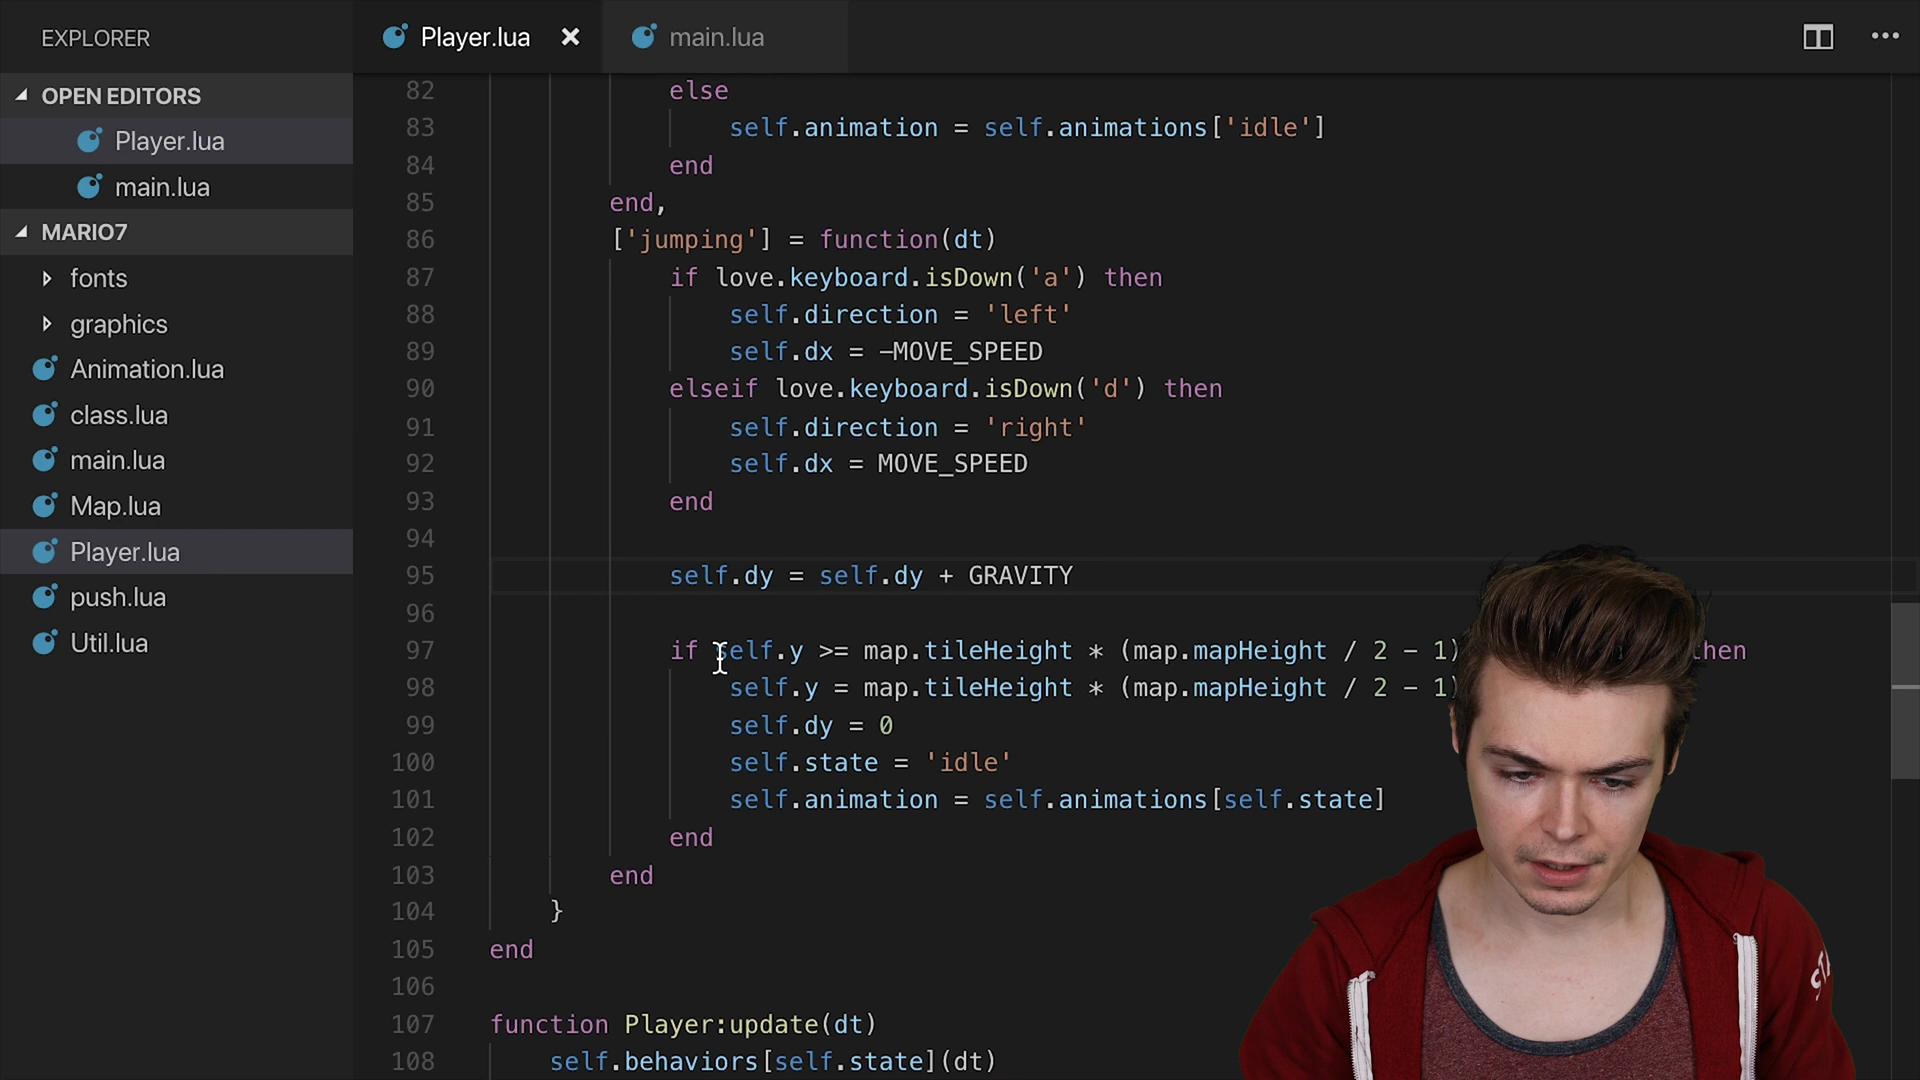 EXPLORER
Player.lua
main.lua
OPEN EDITORS
Player.lua
main.lua
MARIO7
fonts
graphics
Animation.lua
class.lua
main.lua
Map.lua
Player.lua
push.lua
Util.lua
82 else
83 self.animation = self.animations['idle']
84 end
85 end,
86 ['jumping'] = function(dt)
87 if love.keyboard.isDown('a') then
88 self.direction = 'left'
89 self.dx = -MOVE_SPEED
90 elseif love.keyboard.isDown('d') then
91 self.direction = 'right'
92 self.dx = MOVE_SPEED
93 end
94
95 self.dy = self.dy + GRAVITY
96
97 if self.y >= map.tileHeight * (map.mapHeight / 2 - 1) then
98 self.y = map.tileHeight * (map.mapHeight / 2 - 1)
99 self.dy = 0
100 self.state = 'idle'
101 self.animation = self.animations[self.state]
102 end
103 end
104 }
105 end
106
107 function Player:update(dt)
108 self.behaviors[self.state](dt)